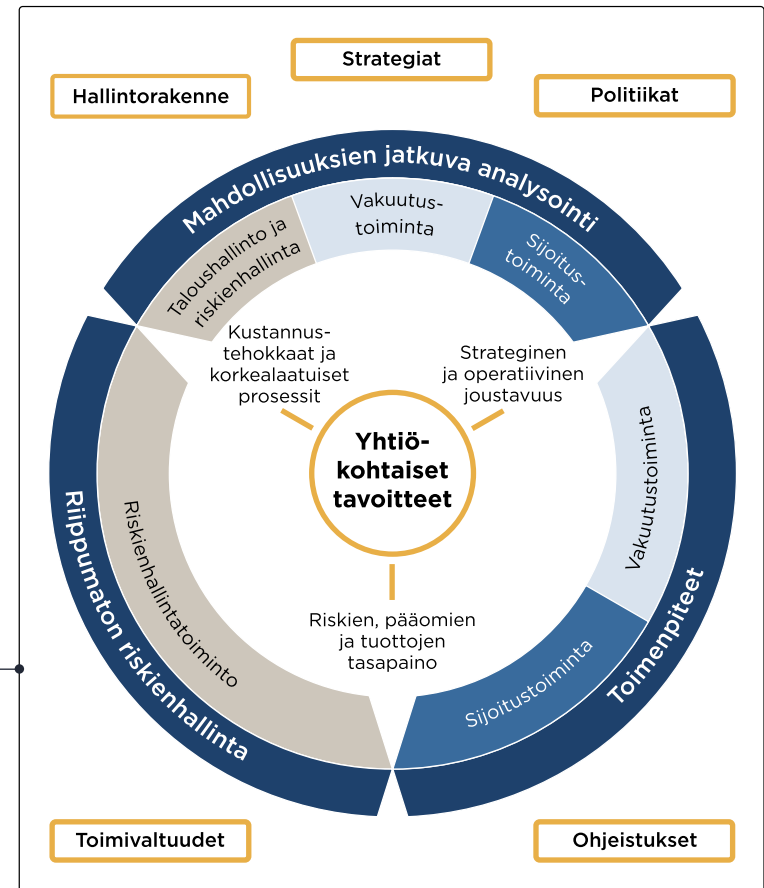 Strategiat
Hallintorakenne
Politiikat
Mahdollisuuksien jatkuva analysointi
Taloushallinto ja
riskienhallinta
Vakuutus-
toiminta
Sijoitus-
toiminta
Kustannus-
tehokkaat ja
korkealaatuiset
prosessit
Strateginen
ja operatiivinen
joustavuus
Yhtiö-
kohtaiset
tavoitteet
Riskien, pääomien
ja tuottojen
tasapaino
Riippumaton riskienhallinta
Riskienhallintatoiminto
Vakuutustoiminta
Sijoitustoiminta
Toimenpiteet
Toimivaltuudet
Ohjeistukset